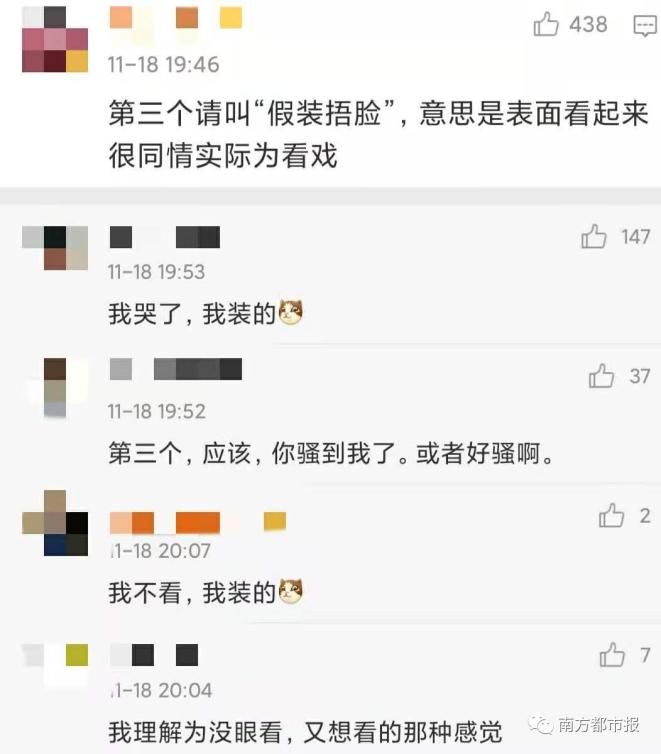 438
11-18 19:46
第三个请叫“假装捂脸”，意思是表面看起来
很同情实际为看戏
147
11-18 19:53
我哭了，我装的
37
11-18 19:52
第三个，应该，你骚到我了。或者好骚啊。
2
11-18 20:07
我不看，我装的
7
11-18 20:04
我理解为没眼看，又想看的那种感觉
南方都市报